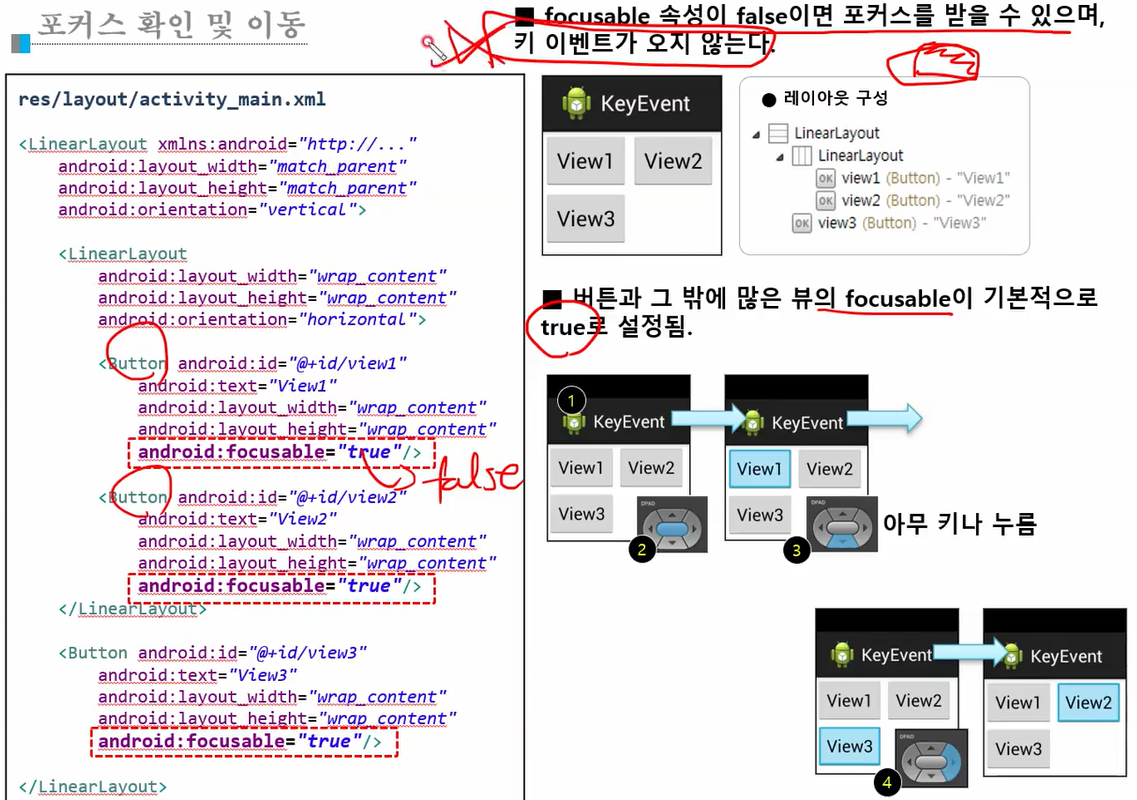 포커스 확인 및 이동
■ focusable 속성이 false이면 포커스를 받을 수 있으며,
키 이벤트가 오지 않는다.
res/layout/activity_main.xml
<LinearLayout xmlns:android="http://..."
android:layout_width="match_parent"
android:layout_height="match_parent"
android:orientation="vertical">
<LinearLayout
android:layout_width="wrap_content"
android:layout_height="wrap_content"
android:orientation="horizontal">
<Button android:id="@+id/view1"
android:text="View1"
android:layout_width="wrap_content"
android:layout_height="wrap_content"
android:focusable="true"/>
false
<Button android:id="@+id/view2"
android:text="View2"
android:layout_width="wrap_content"
android:layout_height="wrap_content"
android:focusable="true"/>
</LinearLayout>
<Button android:id="@+id/view3"
android:text="View3"
android:layout_width="wrap_content"
android:layout_height="wrap_content"
android:focusable="true"/>
</LinearLayout>
KeyEvent
View1 View2
View3
● 레이아웃 구성
LinearLayout
LinearLayout
OK view1 (Button) - "View1"
OK view2 (Button) - "View2"
OK view3 (Button) - "View3"
■ 버튼과 그 밖에 많은 뷰의 focusable이 기본적으로
true로 설정됨.
1
KeyEvent
View1 View2
View3
DPAD
2
KeyEvent
View1 View2
View3
DPAD
3
아무 키나 누름
KeyEvent
View1 View2
View3
DPAD
4
KeyEvent
View1 View2
View3